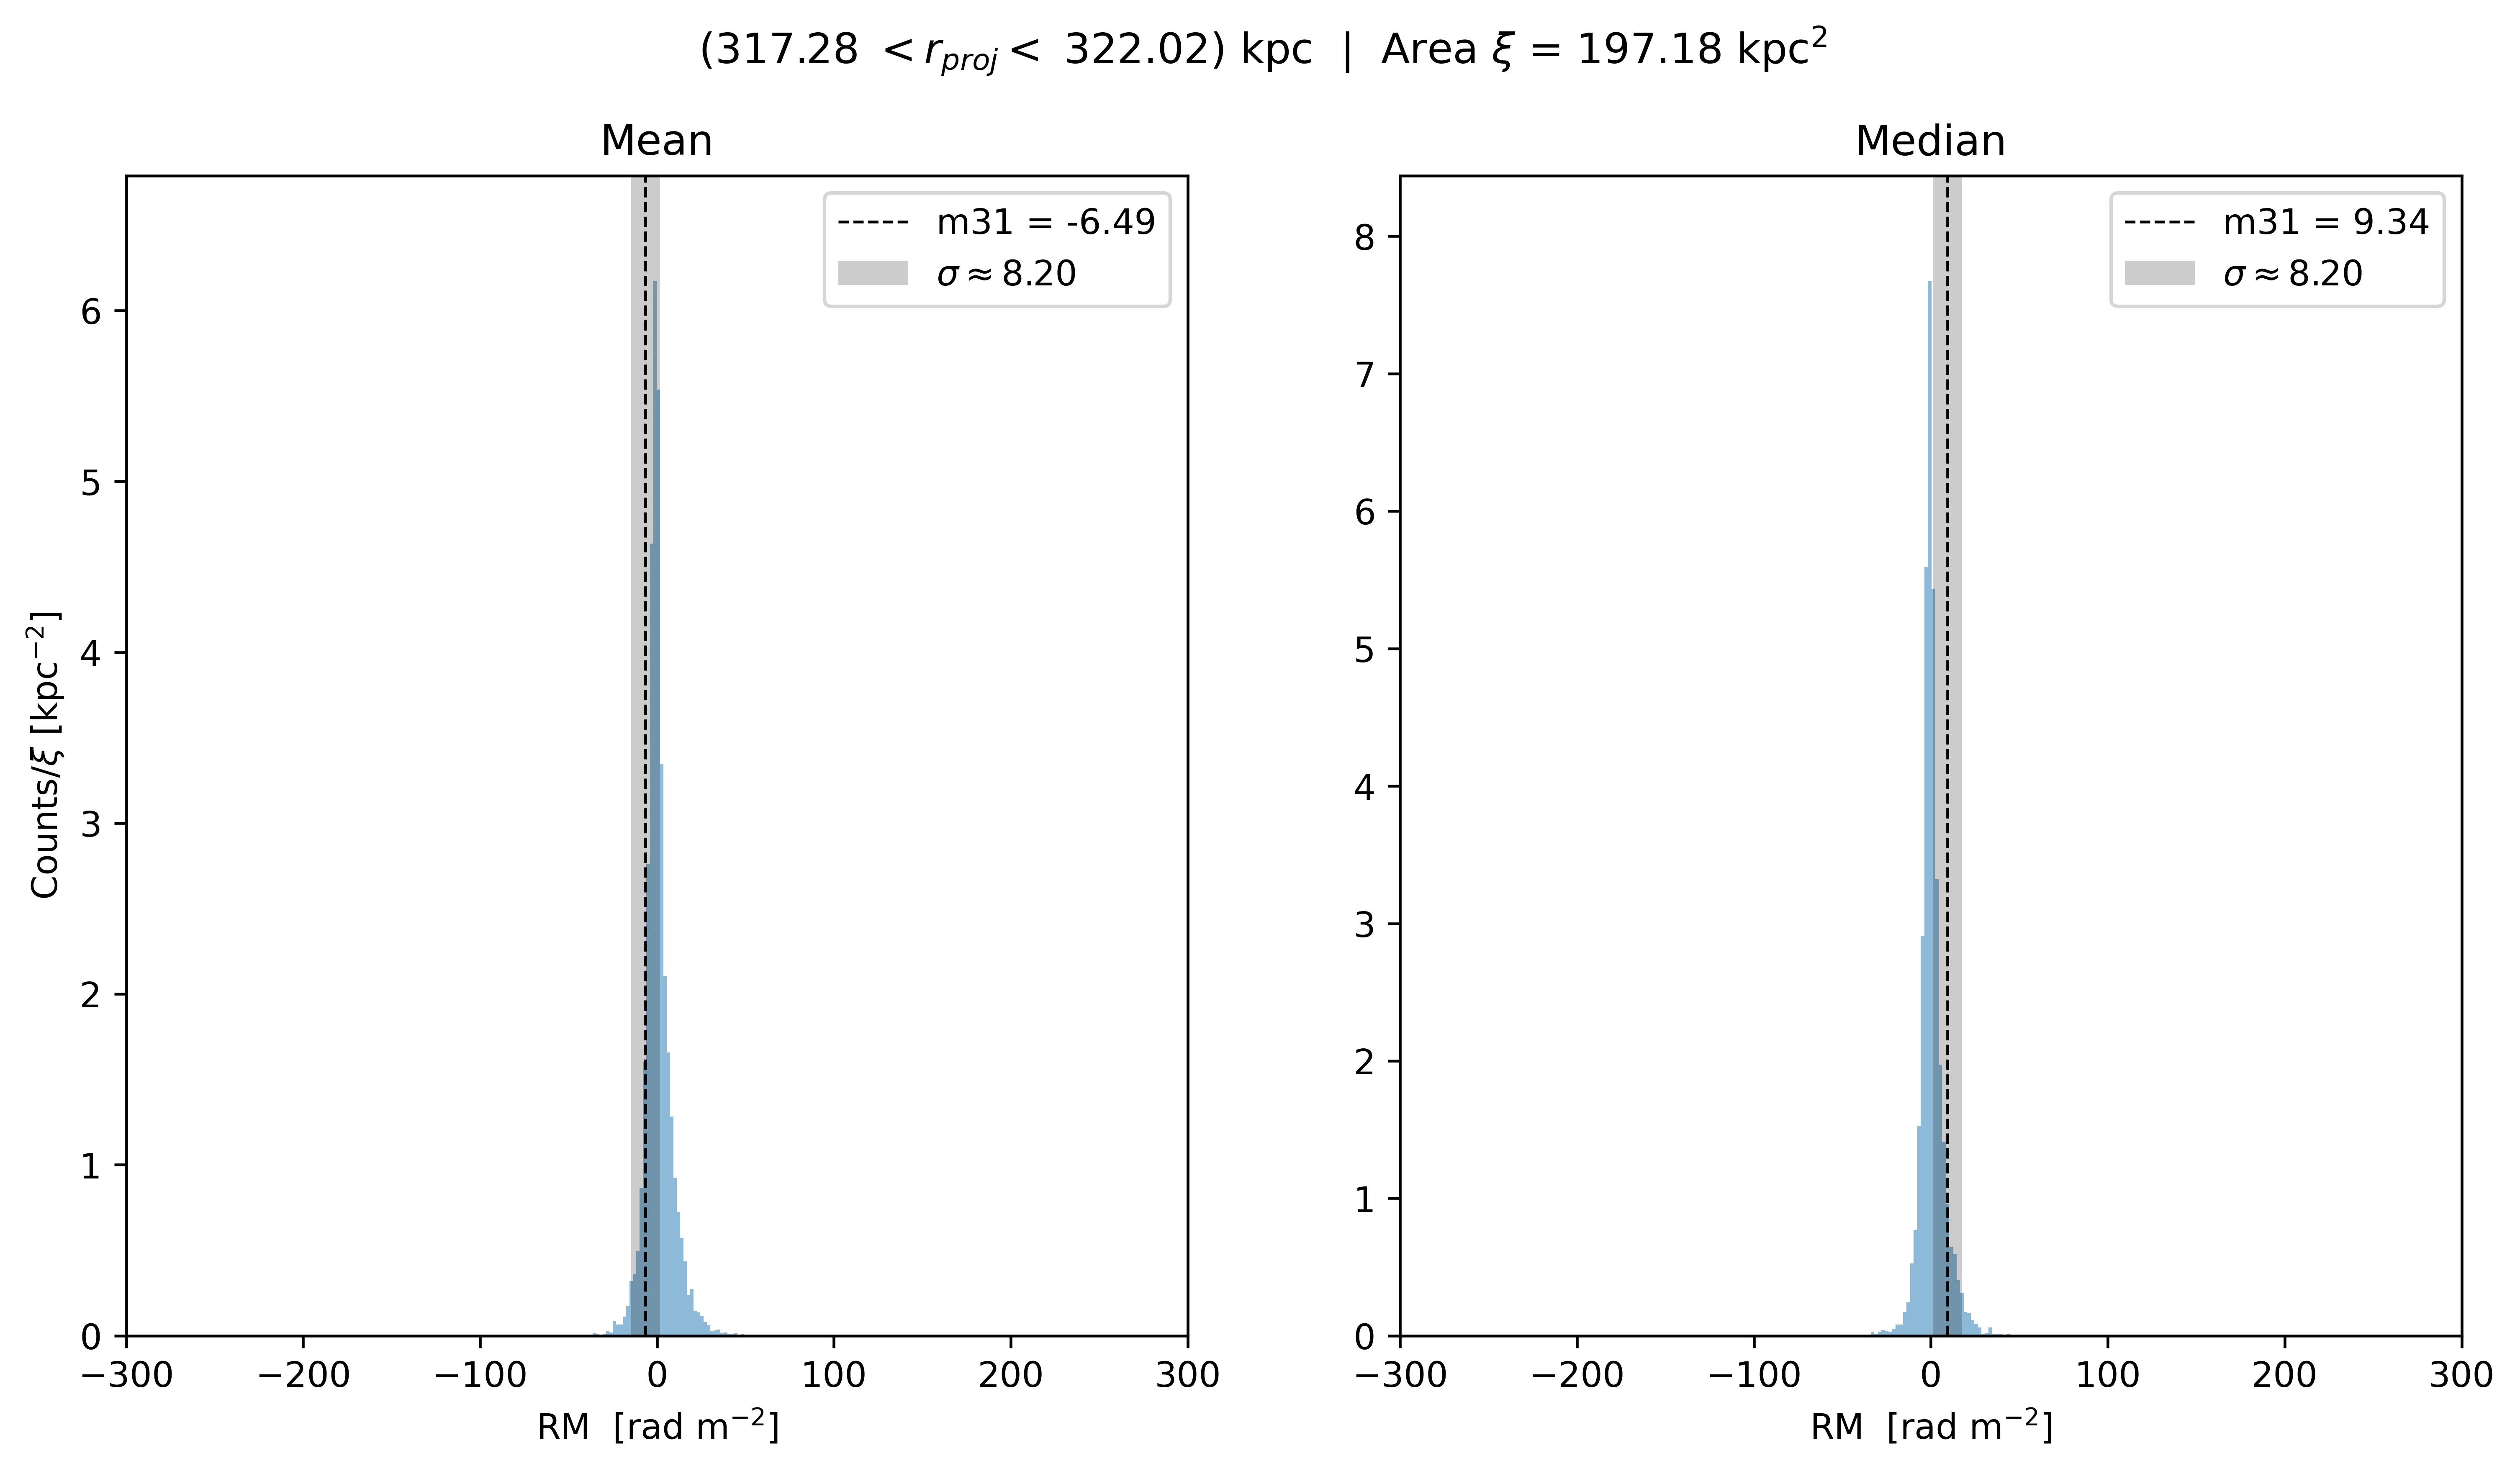 (317.28 < r_proj < 322.02) kpc | Area ξ = 197.18 kpc²
Mean
m31 = -6.49
σ ≈ 8.20
6
5
4
3
2
1
0
Counts/ξ [kpc⁻²]
−300 −200 −100 0 100 200 300
RM [rad m⁻²]
Median
m31 = 9.34
σ ≈ 8.20
8
7
6
5
4
3
2
1
0
−300 −200 −100 0 100 200 300
RM [rad m⁻²]